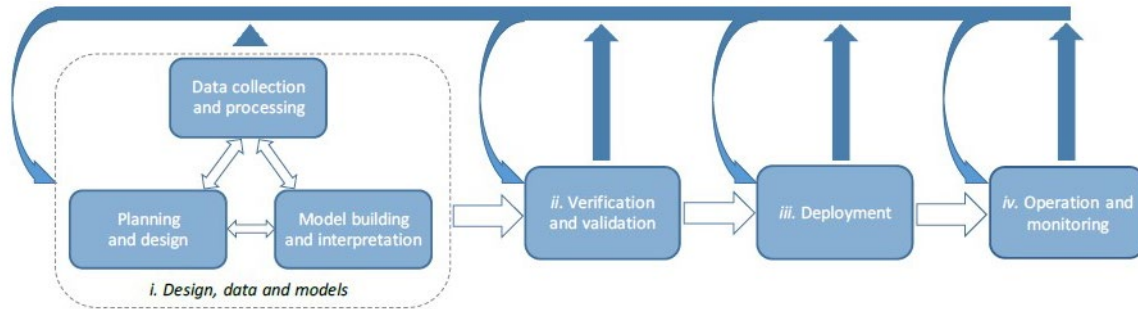 Data collection
and processing
Planning
and design
Model building
and interpretation
i. Design, data and models
ii. Verification
and validation
iii. Deployment
iv. Operation and
monitoring